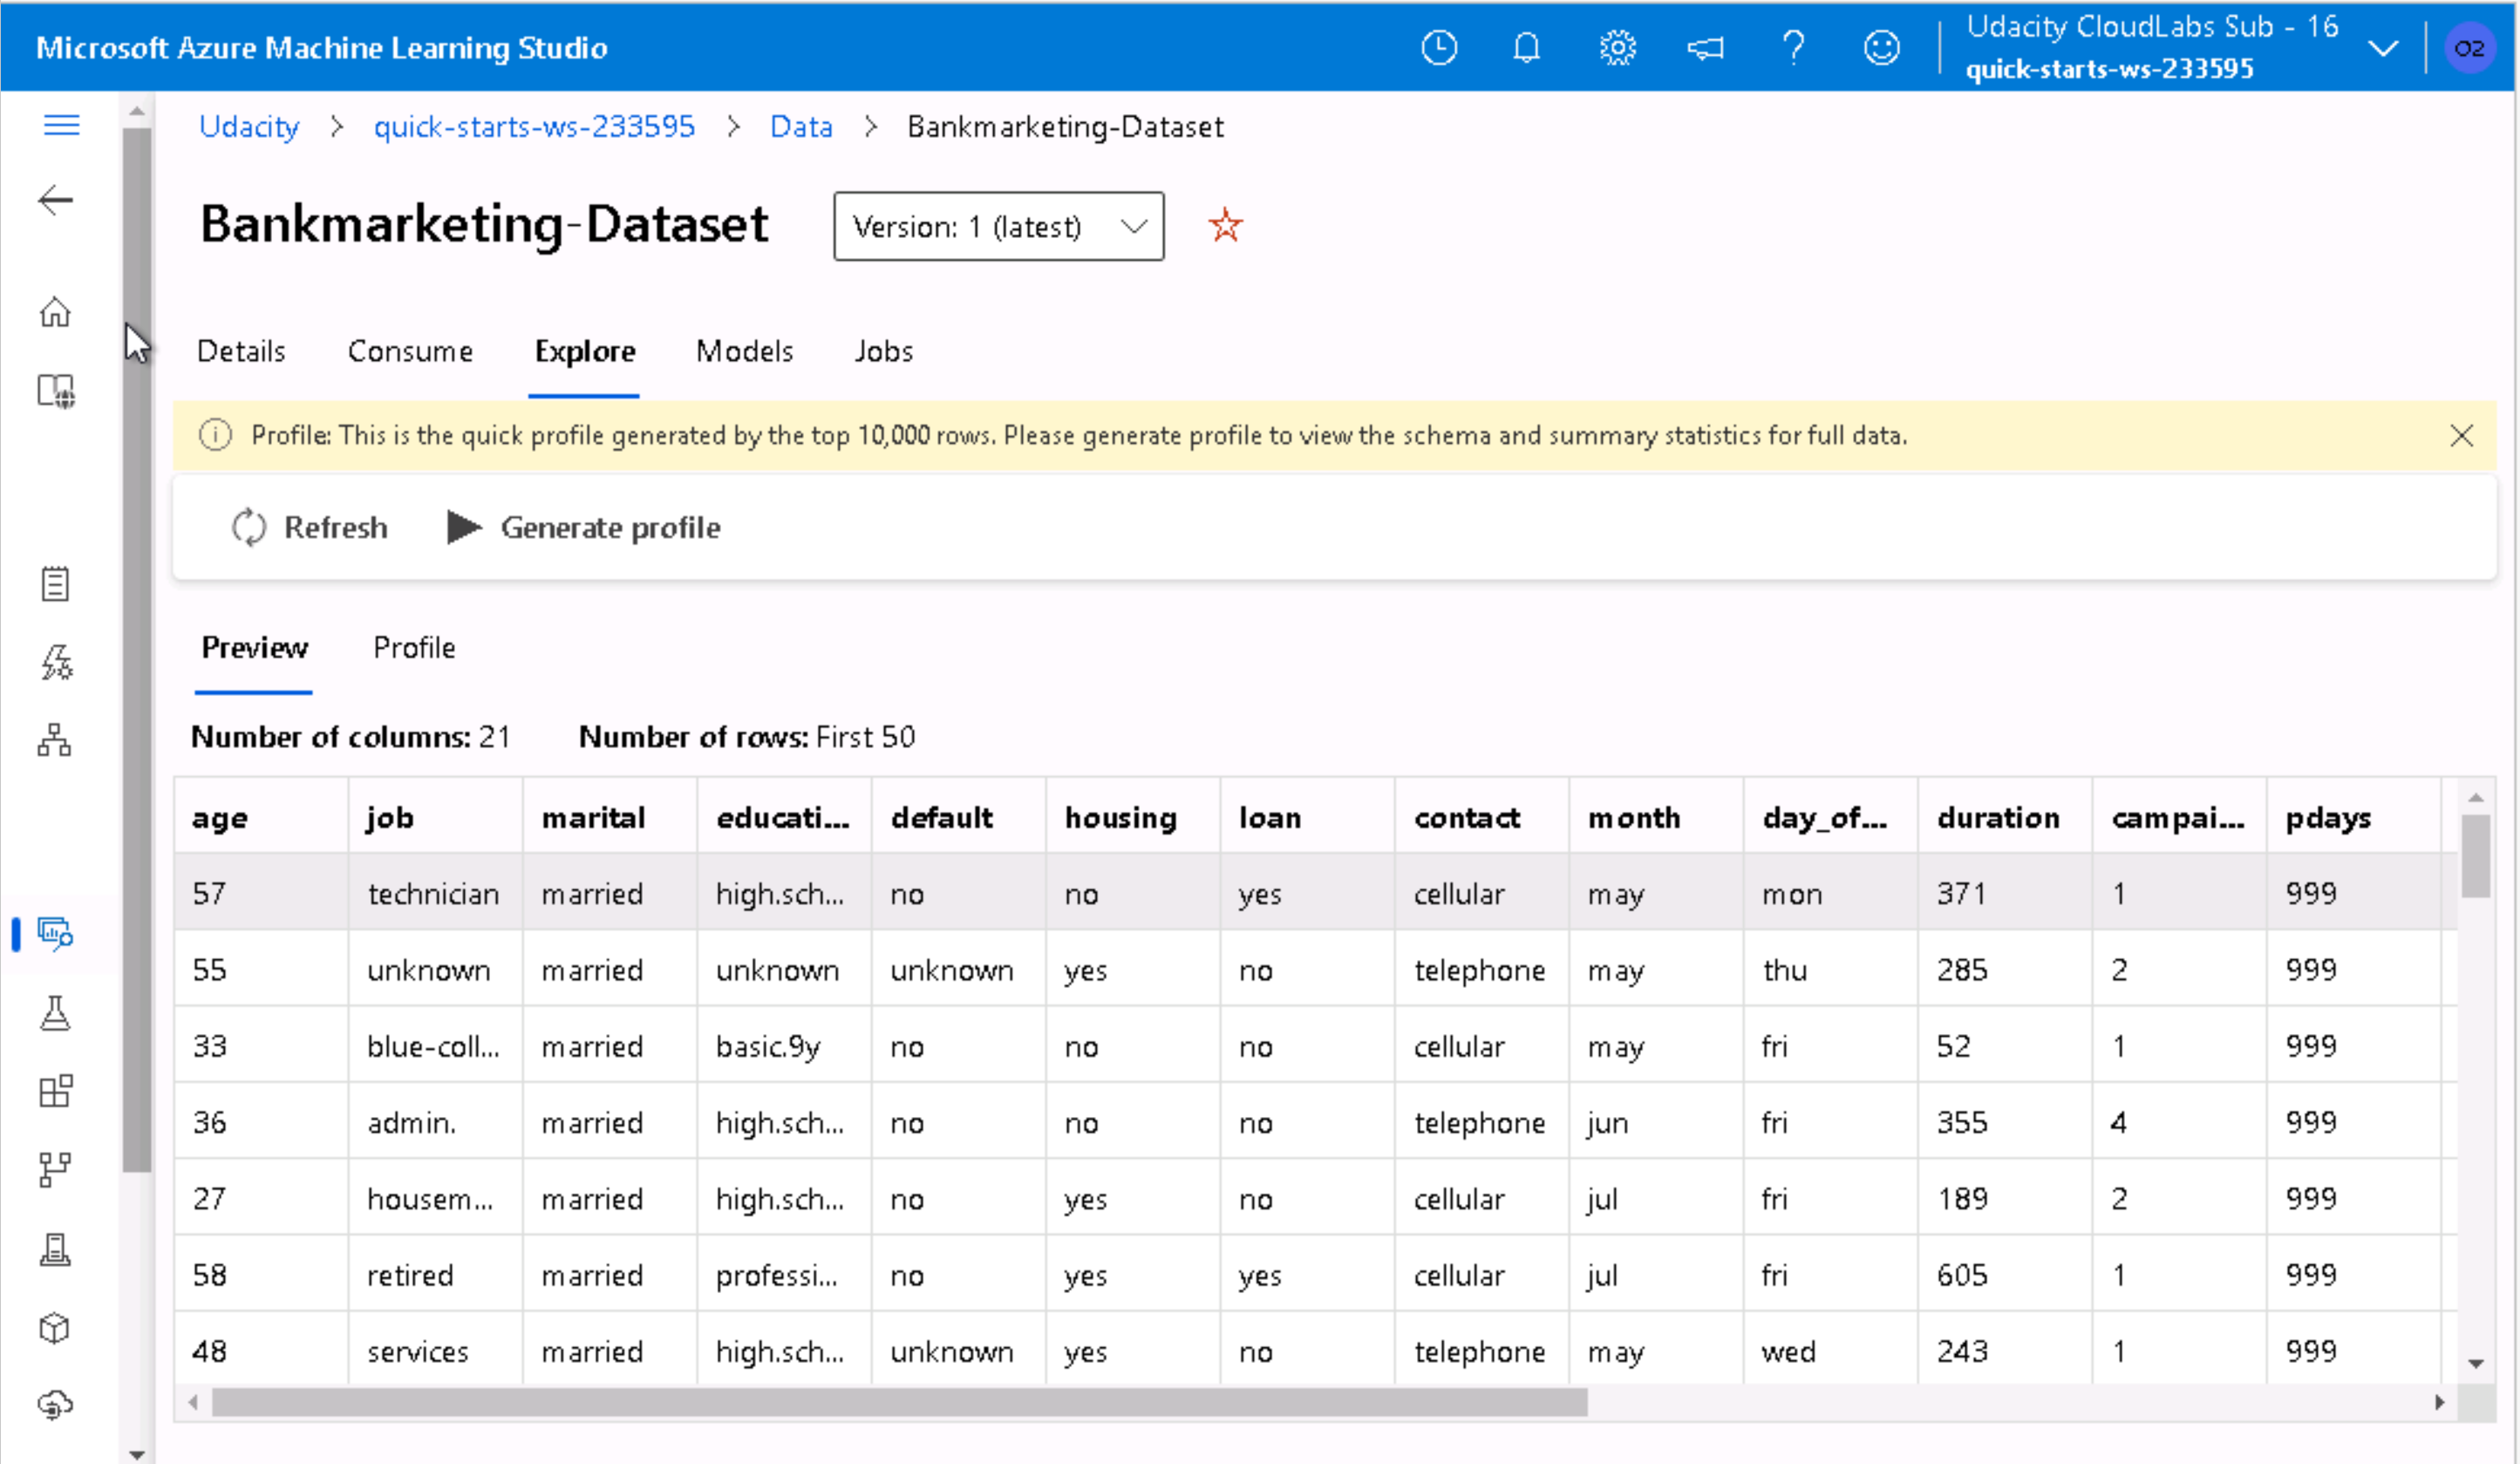 Microsoft Azure Machine Learning Studio
Udacity CloudLabs Sub - 16
quick-starts-ws-233595
O2
Udacity > quick-starts-ws-233595 > Data > Bankmarketing-Dataset
Bankmarketing-Dataset Version: 1 (latest)
Details Consume Explore Models Jobs
Profile: This is the quick profile generated by the top 10,000 rows. Please generate profile to view the schema and summary statistics for full data.
Refresh Generate profile
Preview Profile
Number of columns: 21 Number of rows: First 50
age job marital educati... default housing loan contact month day_of... duration campai... pdays
57 technician married high.sch... no no yes cellular may mon 371 1 999
55 unknown married unknown unknown yes no telephone may thu 285 2 999
33 blue-coll... married basic.9y no no no cellular may fri 52 1 999
36 admin. married high.sch... no no no telephone jun fri 355 4 999
27 housem... married high.sch... no yes no cellular jul fri 189 2 999
58 retired married professi... no yes yes cellular jul fri 605 1 999
48 services married high.sch... unknown yes no telephone may wed 243 1 999